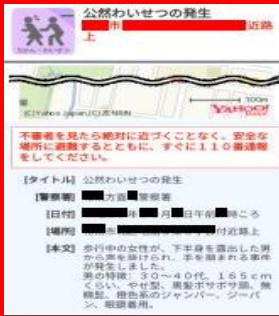 公然わいせつの発生
市 近路
上
ちかん・わいせつ
100m
(C)Yahoo Japan,(C)ZENRIN
YAHOO!
不審者を見たら絶対に近づくことなく、安全な
場所に避難するとともに、すぐに110番通報
をしてください。
[タイトル] 公然わいせつの発生
[警察署] 方面 警察署
[日付] 年 月 日午前 時ころ
[場所] 付近路上
[本文] 歩行中の女性が、下半身を露出した男
から声を掛けられ、手を掴まれる事件
が発生しました。
男の特徴:30~40代、165cm
くらい、やせ型、黒髪ボサボサ頭、無
精髭、橙色系のジャンパー、ジーパ
ン、眼鏡着用。